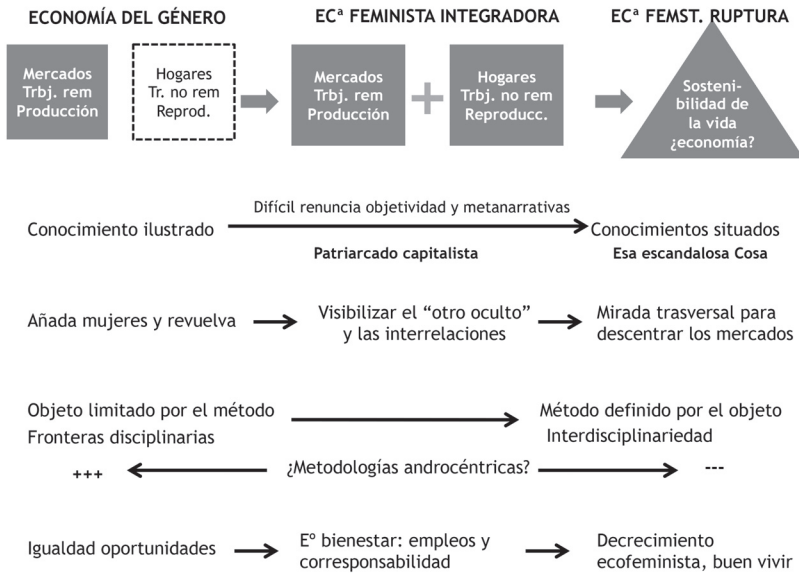 ECONOMÍA DEL GÉNERO
ECª FEMINISTA INTEGRADORA
ECª FEMST. RUPTURA
Mercados
Trbj. rem
Producción
Hogares
Tr. no rem
Reprod.
Mercados
Trbj. rem
Producción
+
Hogares
Trbj. no rem
Reproducc.
Sosteni-
bilidad de
la vida
¿economía?
Conocimiento ilustrado
Difícil renuncia objetividad y metanarrativas
Patriarcado capitalista
Conocimientos situados
Esa escandalosa Cosa
Añada mujeres y revuelva
Visibilizar el “otro oculto”
y las interrelaciones
Mirada trasversal para
descentrar los mercados
Objeto limitado por el método
Fronteras disciplinarias
Método definido por el objeto
Interdisciplinariedad
+++
¿Metodologías androcéntricas?
---
Igualdad oportunidades
Eº bienestar: empleos y
corresponsabilidad
Decrecimiento
ecofeminista, buen vivir